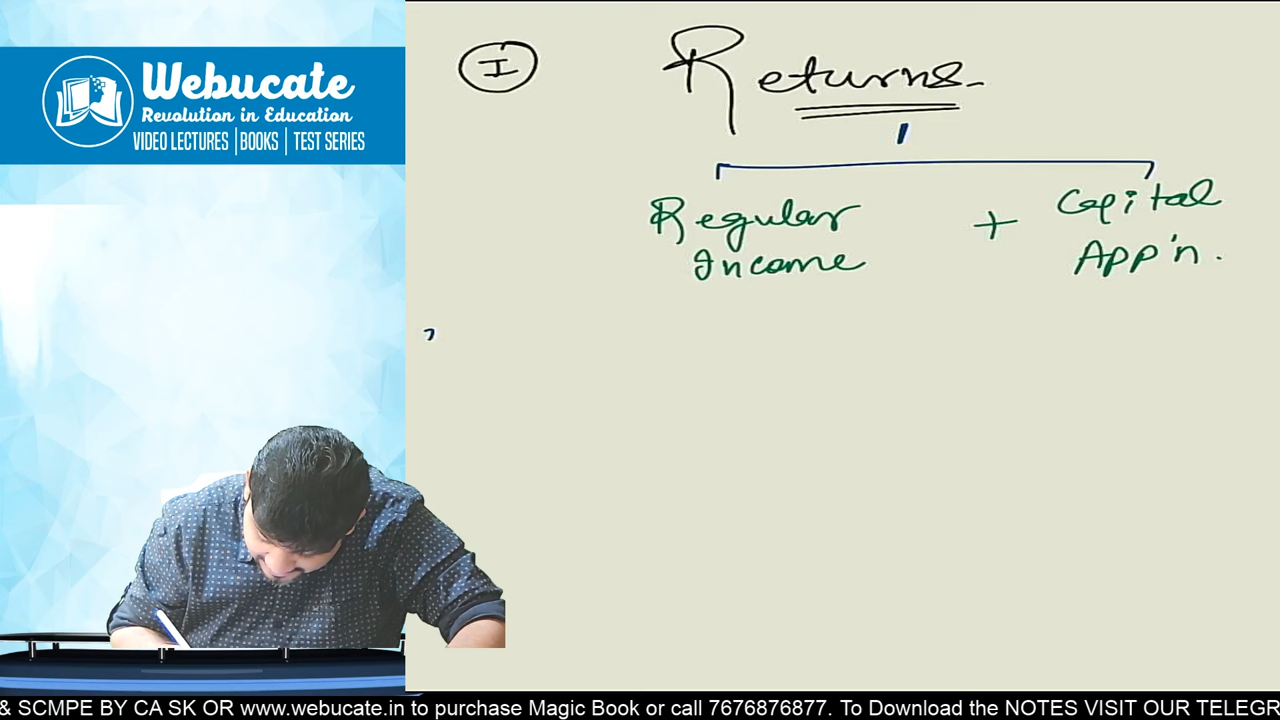 Webucate
Revolution in Education
VIDEO LECTURES | BOOKS | TEST SERIES
I
Returns.
Regular
Income
+
Capital
App'n.
& SCMPE BY CA SK OR www.webucate.in to purchase Magic Book or call 7676876877. To Download the NOTES VISIT OUR TELEGR